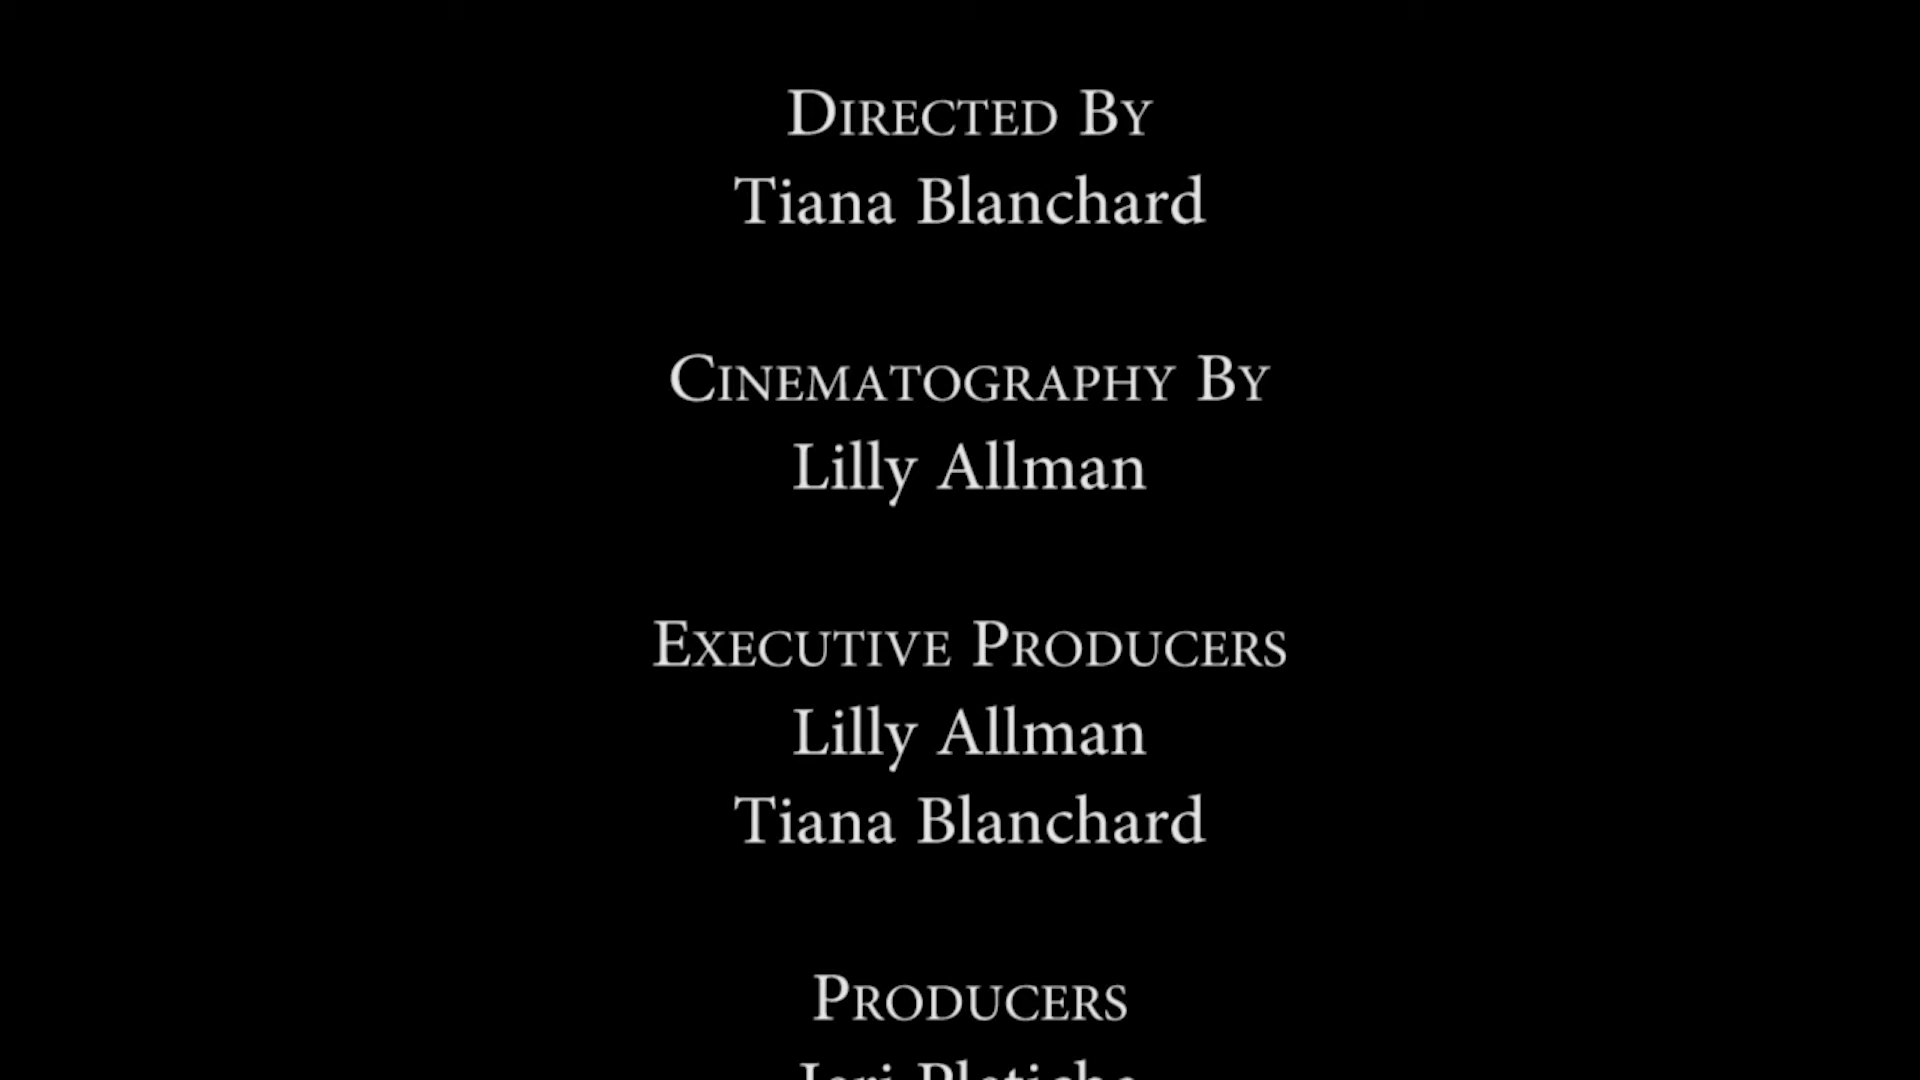 Directed By
Tiana Blanchard
Cinematography By
Lilly Allman
Executive Producers
Lilly Allman
Tiana Blanchard
Producers